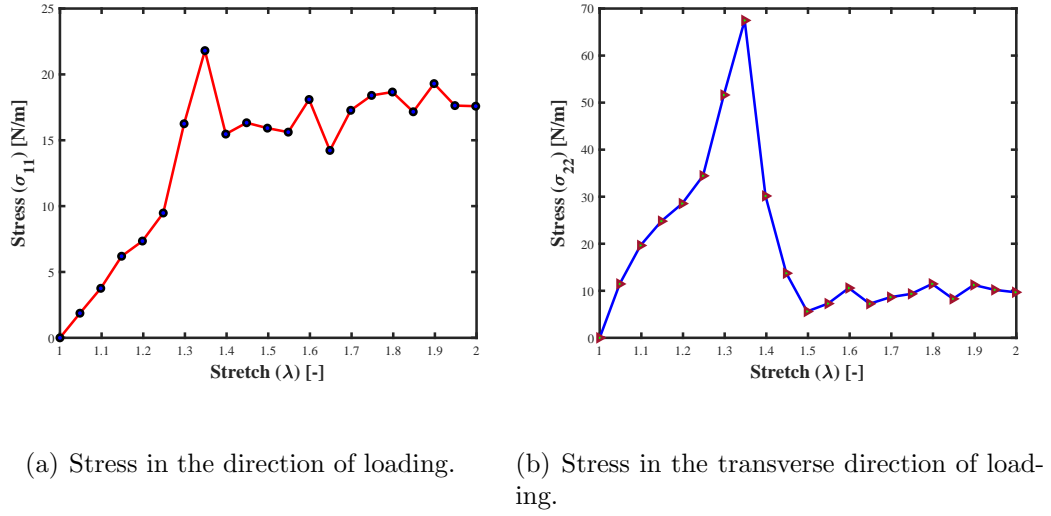 25
20
15
10
5
0
Stress (σ11) [N/m]
1 1.1 1.2 1.3 1.4 1.5 1.6 1.7 1.8 1.9 2
Stretch (λ) [-]
70
60
50
40
30
20
10
0
Stress (σ22) [N/m]
1 1.1 1.2 1.3 1.4 1.5 1.6 1.7 1.8 1.9 2
Stretch (λ) [-]
(a) Stress in the direction of loading.
(b) Stress in the transverse direction of load-
ing.